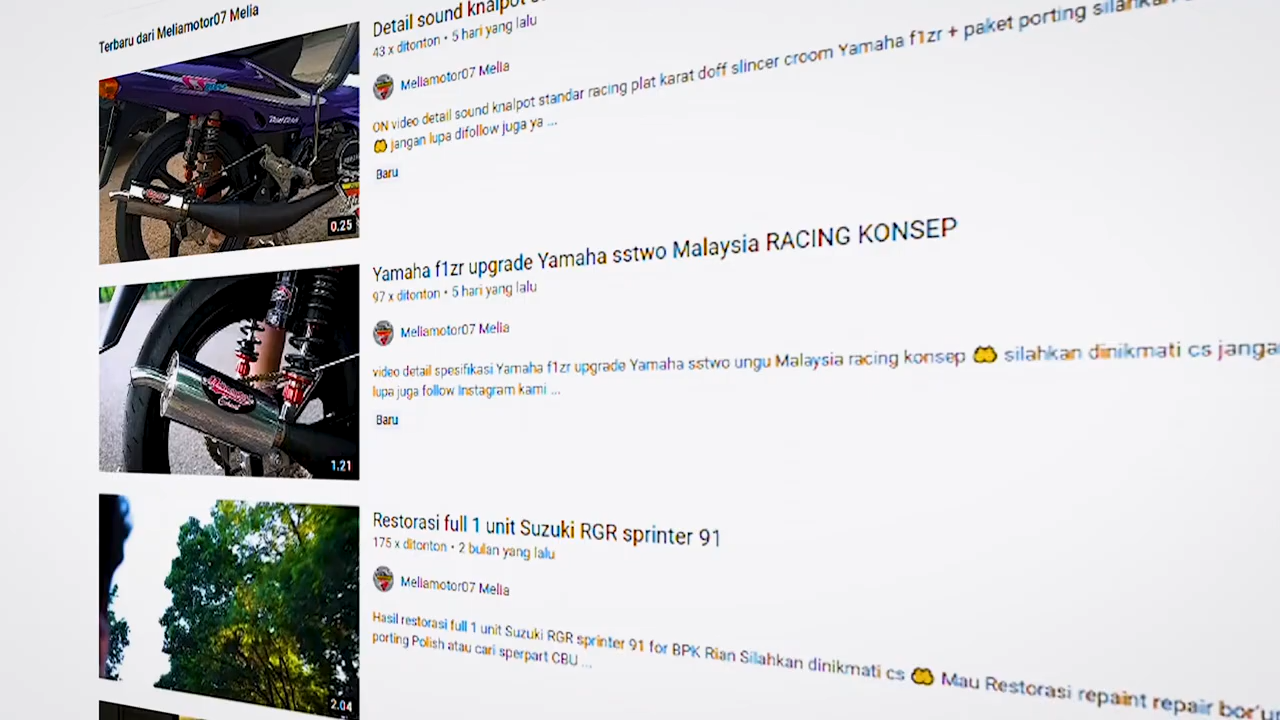 Terbaru dari Meliamotor07 Melia
Detail sound knalpot
43 x ditonton • 5 hari yang lalu
Meliamotor07 Melia
ON video detail sound knalpot standar racing plat karat doff slincer croom Yamaha f1zr + paket porting silahkan
jangan lupa difollow juga ya ...
Baru
0.25
Yamaha f1zr upgrade Yamaha sstwo Malaysia RACING KONSEP
97 x ditonton • 5 hari yang lalu
Meliamotor07 Melia
video detail spesifikasi Yamaha f1zr upgrade Yamaha sstwo ungu Malaysia racing konsep silahkan dinikmati cs janga
lupa juga follow Instagram kami ...
Baru
1.21
Restorasi full 1 unit Suzuki RGR sprinter 91
175 x ditonton • 2 bulan yang lalu
Meliamotor07 Melia
Hasil restorasi full 1 unit Suzuki RGR sprinter 91 for BPK Rian Silahkan dinikmati cs Mau Restorasi repaint repair bor'u
porting Polish atau cari sperpart CBU ...
2.04